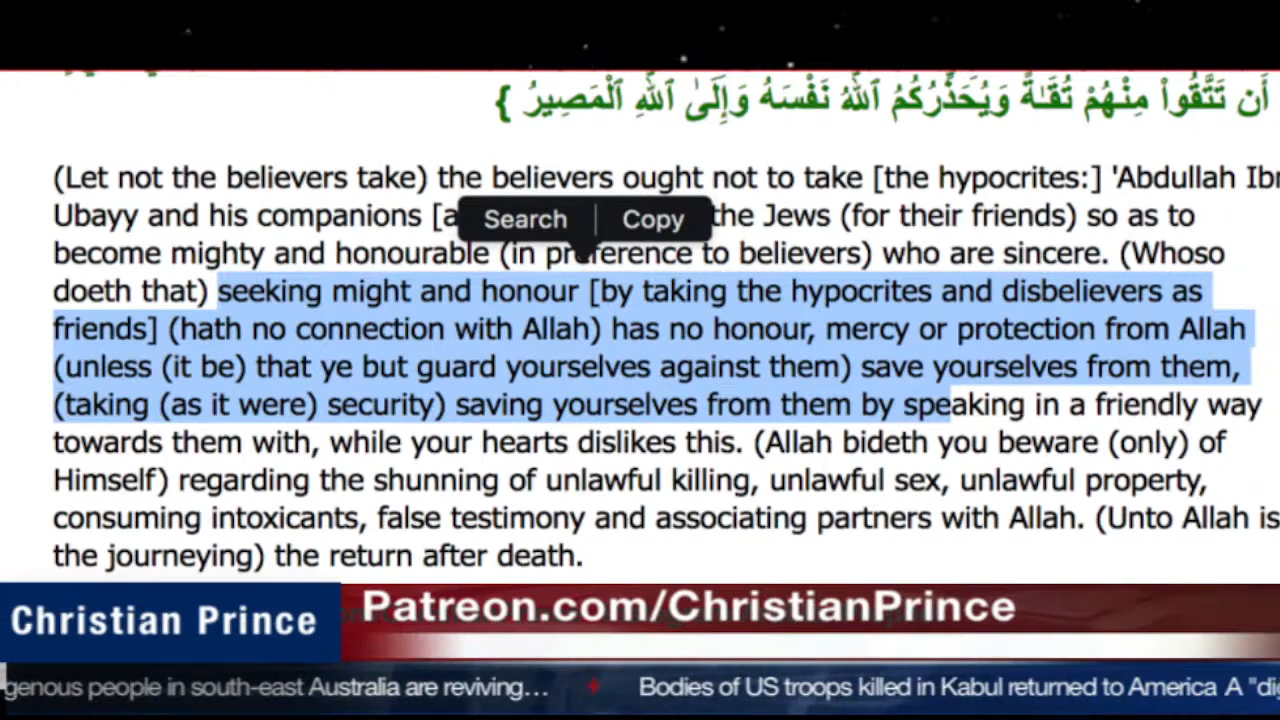 أَن تَتَّقُواْ مِنْهُمْ تُقَـٰةً وَيُحَذِّرُكُمُ ٱللَّهُ نَفْسَهُ وَإِلَىٰ ٱللَّهِ ٱلْمَصِيرُ }
(Let not the believers take) the believers ought not to take [the hypocrites:] 'Abdullah
Ubayy and his companions [a the Jews (for their friends) so as to
Search Copy
become mighty and honourable (in preference to believers) who are sincere. (Whoso
doeth that) seeking might and honour [by taking the hypocrites and disbelievers as
friends] (hath no connection with Allah) has no honour, mercy or protection from Allah
(unless (it be) that ye but guard yourselves against them) save yourselves from them,
(taking (as it were) security) saving yourselves from them by speaking in a friendly way
towards them with, while your hearts dislikes this. (Allah bideth you beware (only) of
Himself) regarding the shunning of unlawful killing, unlawful sex, unlawful property,
consuming intoxicants, false testimony and associating partners with Allah. (Unto Allah is
the journeying) the return after death.
Christian Prince
Patreon.com/ChristianPrince
genous people in south-east Australia are reviving... Bodies of US troops killed in Kabul returned to America A "di